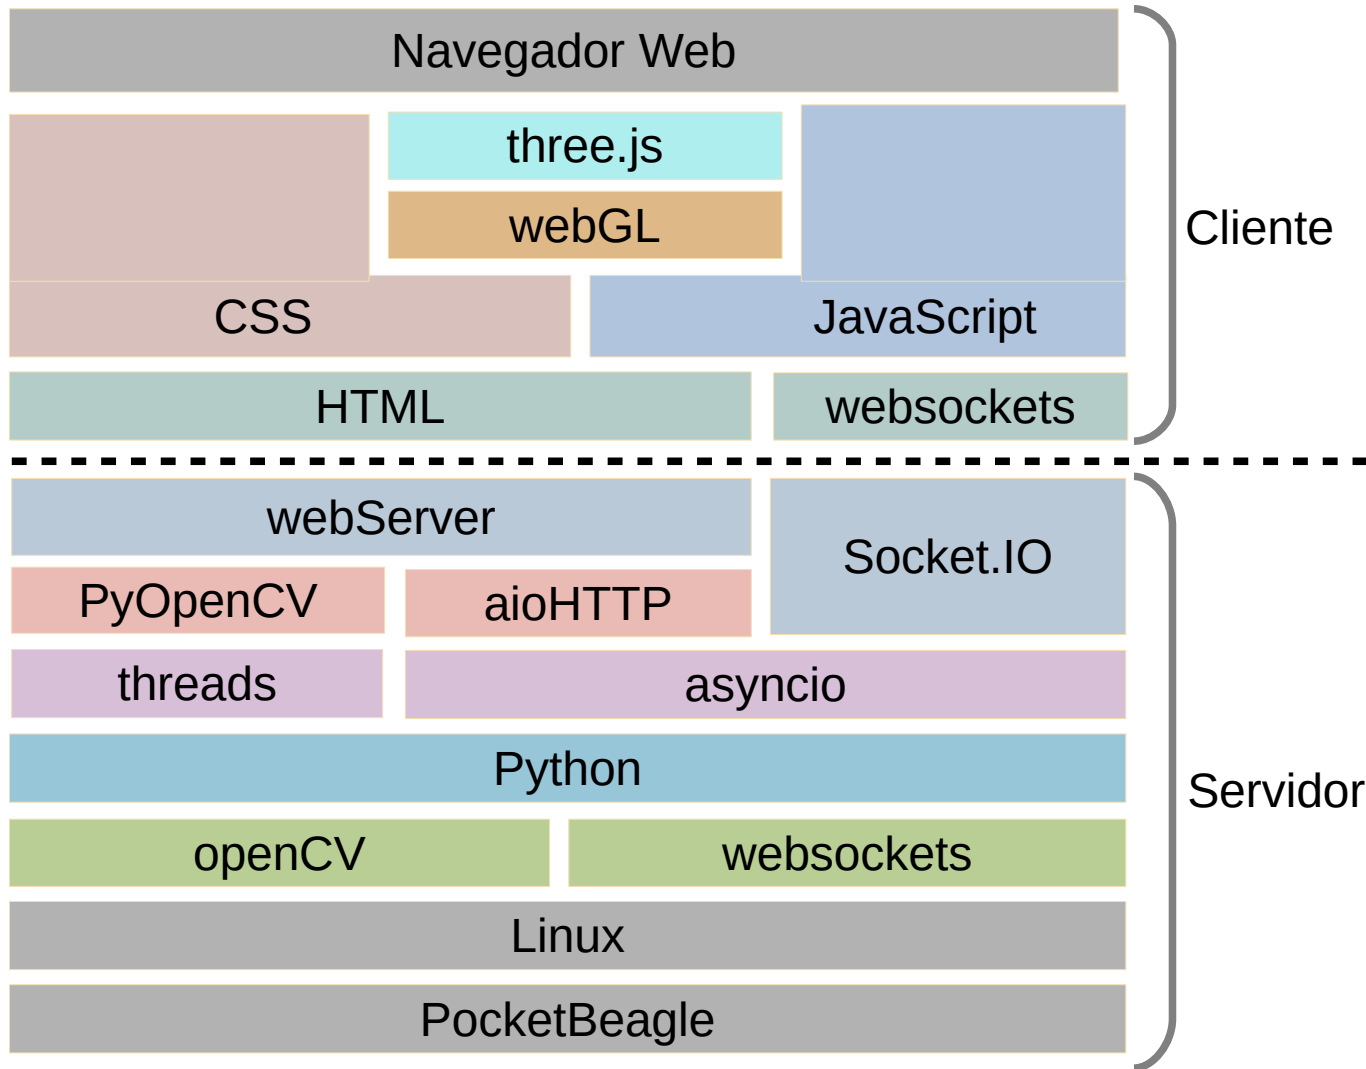 Navegador Web
three.js
webGL
Cliente
CSS
JavaScript
HTML
websockets
webServer
Socket.IO
PyOpenCV
aioHTTP
threads
asyncio
Python
Servidor
openCV
websockets
Linux
PocketBeagle